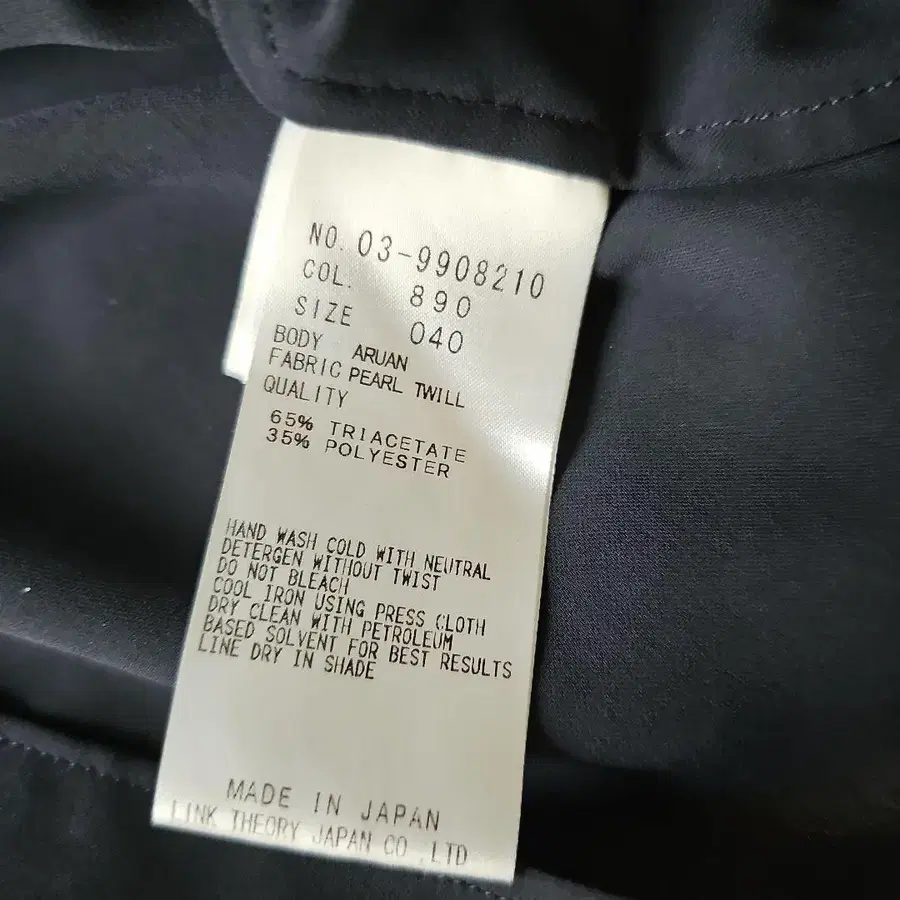 NO. 03-9908210
COL. 890
SIZE 040
BODY ARUAN
FABRIC PEARL TWILL
QUALITY
65% TRIACETATE
35% POLYESTER
HAND WASH COLD WITH NEUTRAL
DETERGEN WITHOUT TWIST
DO NOT BLEACH
COOL IRON USING PRESS CLOTH
DRY CLEAN WITH PETROLEUM
BASED SOLVENT FOR BEST RESULTS
LINE DRY IN SHADE
MADE IN JAPAN
LINK THEORY JAPAN CO.,LTD